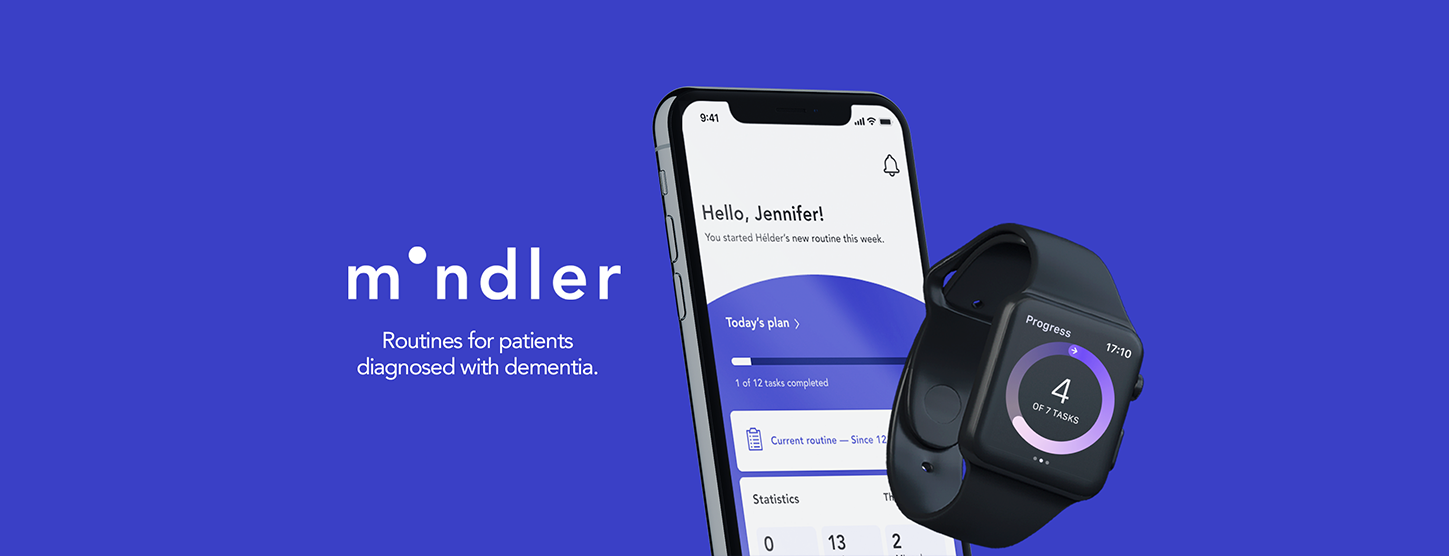 mindler
Routines for patients
diagnosed with dementia.
9:41
Hello, Jennifer!
You started Hélder's new routine this week.
Today's plan
1 of 12 tasks completed
Current routine — Since 12
Statistics
0
13
2
Progress
17:10
4
OF 7 TASKS